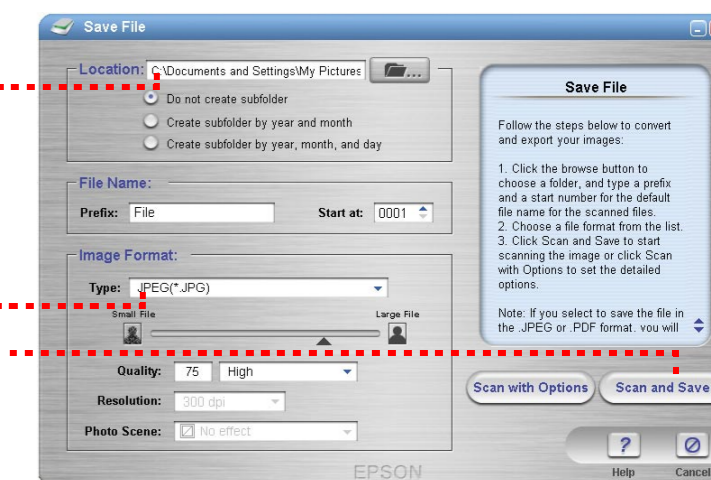 Save File
Location: C:\Documents and Settings\My Pictures
...
Do not create subfolder
Create subfolder by year and month
Create subfolder by year, month, and day
File Name:
Prefix: File Start at: 0001
Image Format:
Type: JPEG(*.JPG)
Small File Large File
Quality: 75 High
Resolution: 300 dpi
Photo Scene: No effect
EPSON
Save File
Follow the steps below to convert
and export your images:
1. Click the browse button to
choose a folder, and type a prefix
and a start number for the default
file name for the scanned files.
2. Choose a file format from the list.
3. Click Scan and Save to start
scanning the image or click Scan
with Options to set the detailed
options.
Note: If you select to save the file in
the .JPEG or .PDF format, you will
Scan with Options Scan and Save
? 
Help Cancel